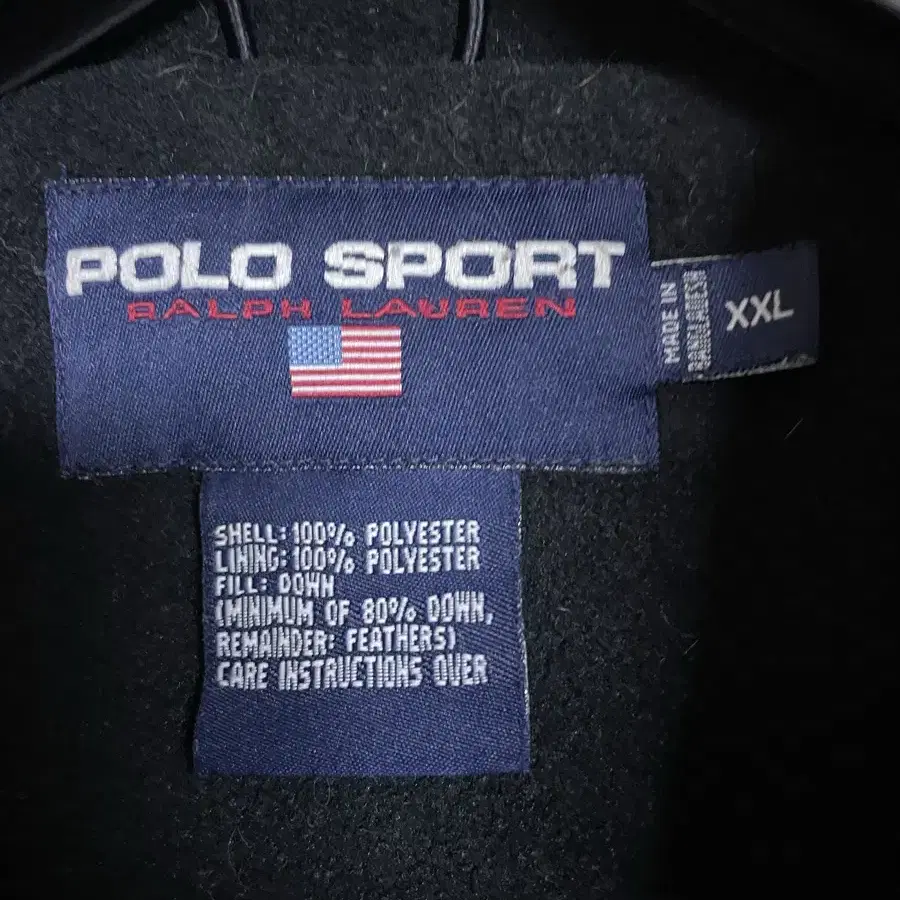 POLO SPORT
RALPH LAUREN
MADE IN
BANGLADESH
XXL
SHELL: 100% POLYESTER
LINING: 100% POLYESTER
FILL: DOWN
(MINIMUM OF 80% DOWN,
REMAINDER: FEATHERS)
CARE INSTRUCTIONS OVER